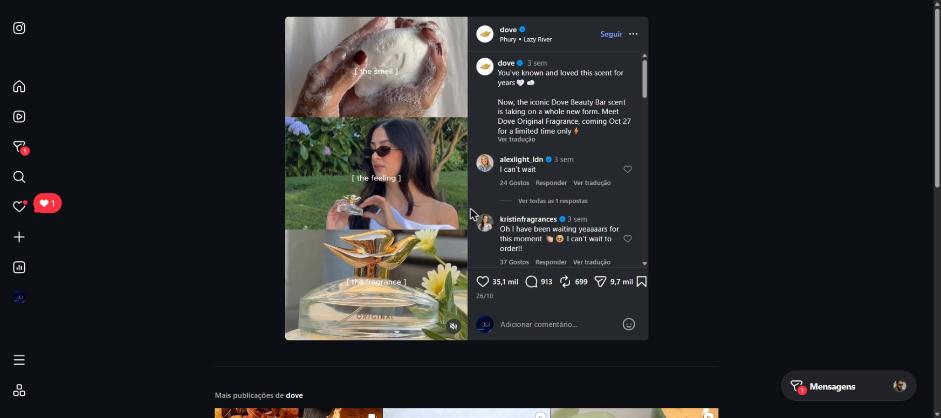 [ the smell ]
[ the feeling ]
[ the fragrance ]
ORIGINAL
dove
Phury • Lazy River
Seguir
dove 3 sem
You've known and loved this scent for
years🤍 ☁️
Now, the iconic Dove Beauty Bar scent
is taking on a whole new form. Meet
Dove Original Fragrance, coming Oct 27
for a limited time only ⚡
Ver tradução
alexlight_ldn 3 sem
I can't wait
24 Gostos Responder Ver tradução
Ver todas as 1 respostas
kristinfragrances 3 sem
Oh I have been waiting yeaaaars for
this moment 👏🏼 🥹 I can't wait to
order!!
37 Gostos Responder Ver tradução
35,1 mil 913 699 9,7 mil
26/10
Adicionar comentário...
1
1
1
Mensagens
Mais publicações de dove